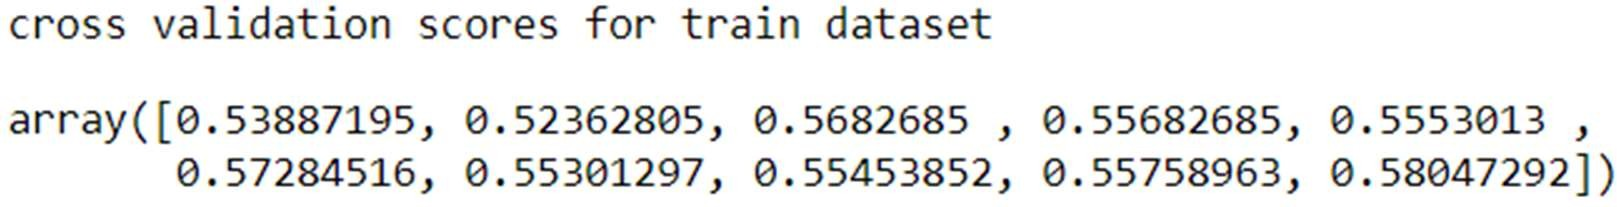 cross validation scores for train dataset
array([0.53887195, 0.52362805, 0.5682685 , 0.55682685, 0.5553013 ,
0.57284516, 0.55301297, 0.55453852, 0.55758963, 0.58047292])